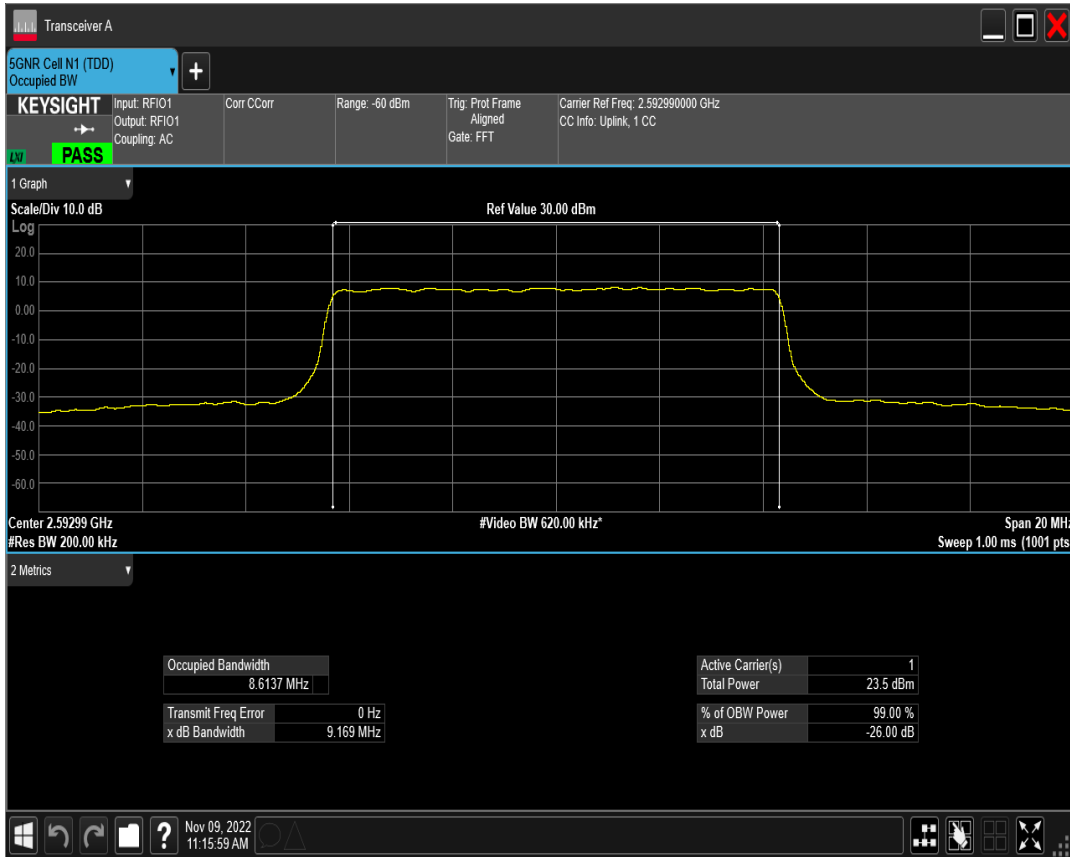 Transceiver A
5GNR Cell N1 (TDD)
Occupied BW
+
KEYSIGHT
LXI
PASS
Input: RFIO1
Output: RFIO1
Coupling: AC
Corr CCorr
Range: -60 dBm
Trig: Prot Frame
Aligned
Gate: FFT
Carrier Ref Freq: 2.592990000 GHz
CC Info: Uplink, 1 CC
1 Graph
Scale/Div 10.0 dB
Ref Value 30.00 dBm
Log
20.0
10.0
0.00
-10.0
-20.0
-30.0
-40.0
-50.0
-60.0
Center 2.59299 GHz
#Video BW 620.00 kHz*
Span 20 MHz
#Res BW 200.00 kHz
Sweep 1.00 ms (1001 pts
2 Metrics
Occupied Bandwidth
8.6137 MHz
Transmit Freq Error 0 Hz
x dB Bandwidth 9.169 MHz
Active Carrier(s) 1
Total Power 23.5 dBm
% of OBW Power 99.00 %
x dB -26.00 dB
?
Nov 09, 2022
11:15:59 AM